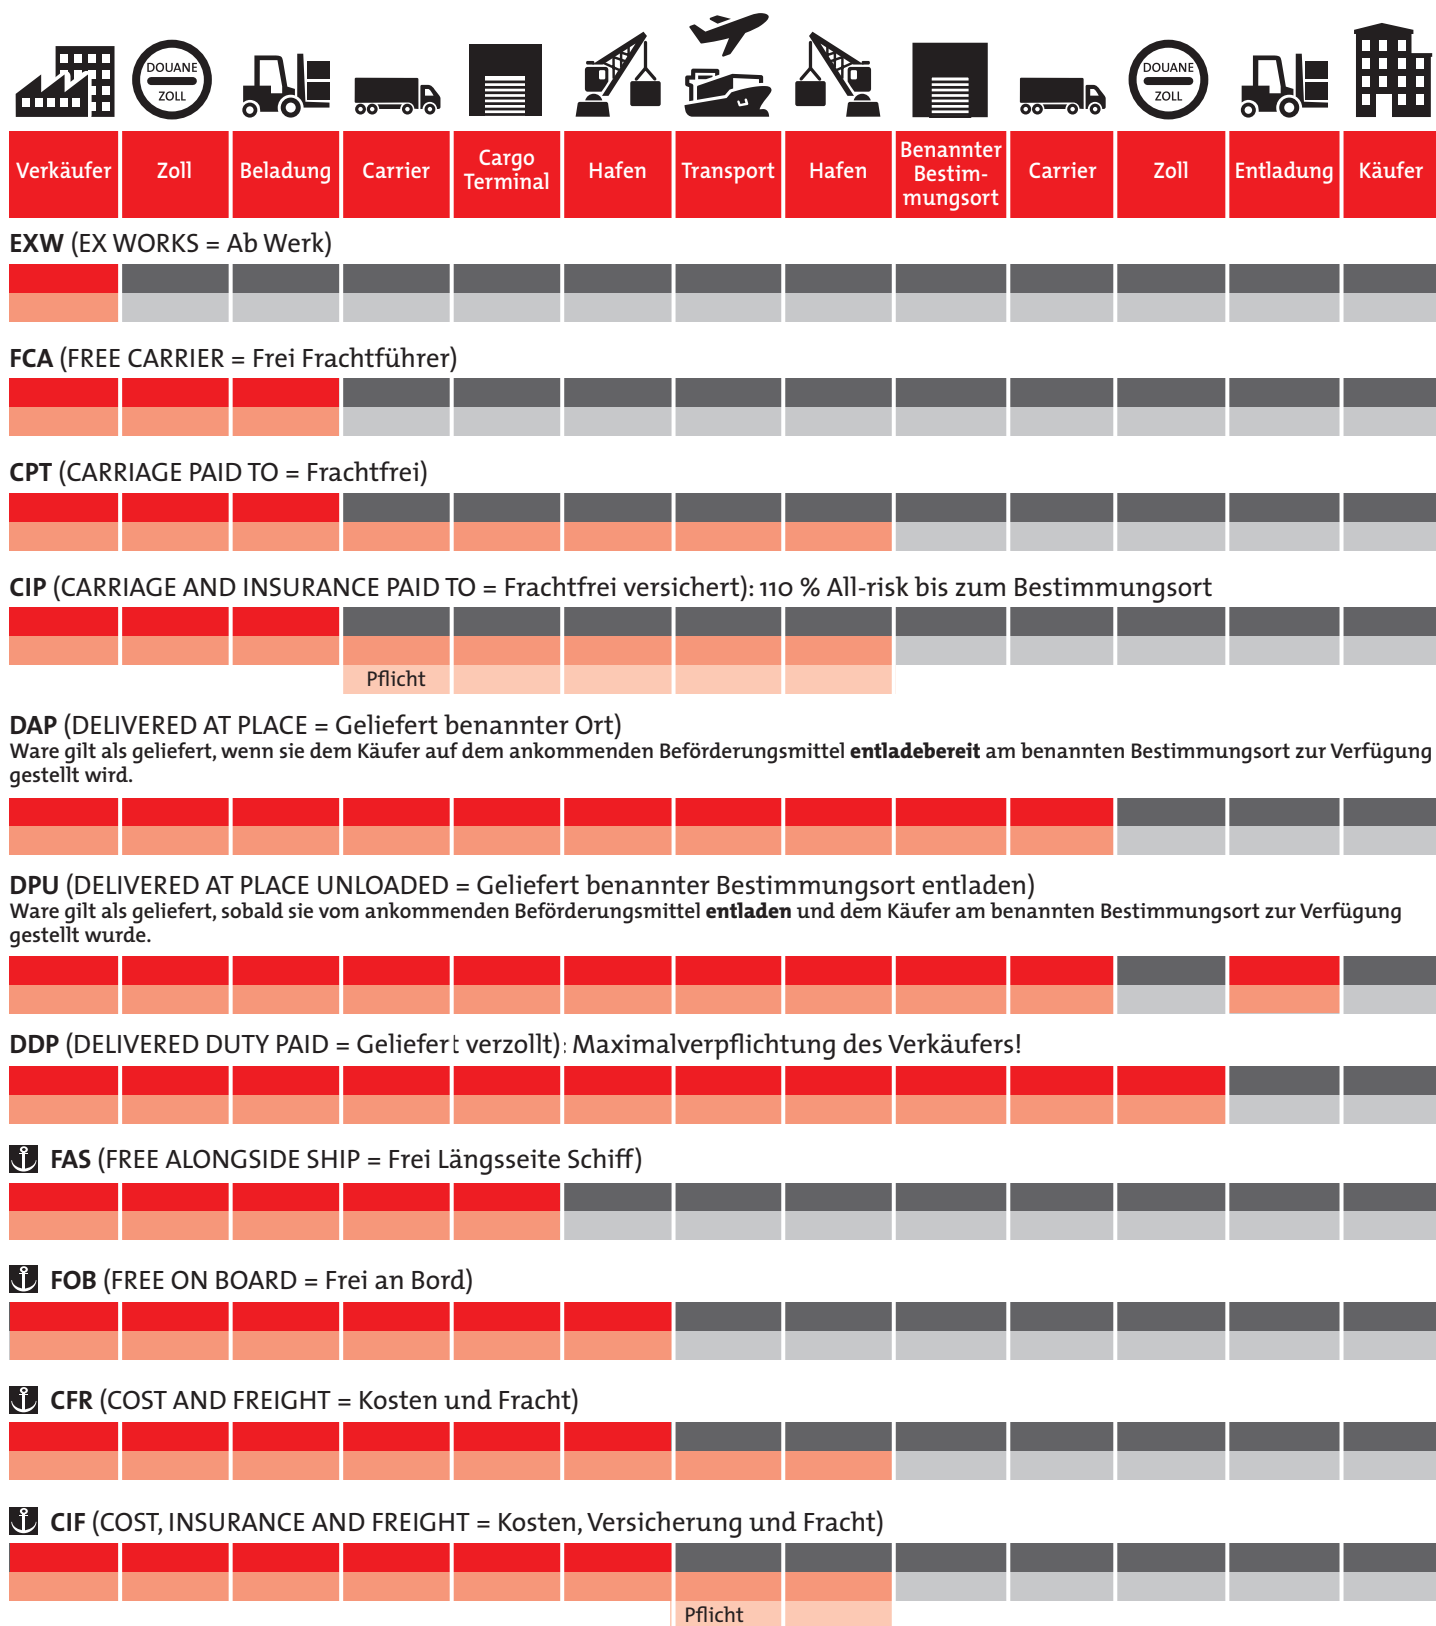 DOUANE
ZOLL
DOUANE
ZOLL
Verkäufer
Zoll
Beladung
Carrier
Cargo
Terminal
Hafen
Transport
Hafen
Benannter
Bestim-
mungsort
Carrier
Zoll
Entladung
Käufer
EXW (EX WORKS = Ab Werk)
FCA (FREE CARRIER = Frei Frachtführer)
CPT (CARRIAGE PAID TO = Frachtfrei)
CIP (CARRIAGE AND INSURANCE PAID TO = Frachtfrei versichert): 110 % All-risk bis zum Bestimmungsort
Pflicht
DAP (DELIVERED AT PLACE = Geliefert benannter Ort)
Ware gilt als geliefert, wenn sie dem Käufer auf dem ankommenden Beförderungsmittel entladebereit am benannten Bestimmungsort zur Verfügung
gestellt wird.
DPU (DELIVERED AT PLACE UNLOADED = Geliefert benannter Bestimmungsort entladen)
Ware gilt als geliefert, sobald sie vom ankommenden Beförderungsmittel entladen und dem Käufer am benannten Bestimmungsort zur Verfügung
gestellt wurde.
DDP (DELIVERED DUTY PAID = Geliefert verzollt): Maximalverpflichtung des Verkäufers!
FAS (FREE ALONGSIDE SHIP = Frei Längsseite Schiff)
FOB (FREE ON BOARD = Frei an Bord)
CFR (COST AND FREIGHT = Kosten und Fracht)
CIF (COST, INSURANCE AND FREIGHT = Kosten, Versicherung und Fracht)
Pflicht